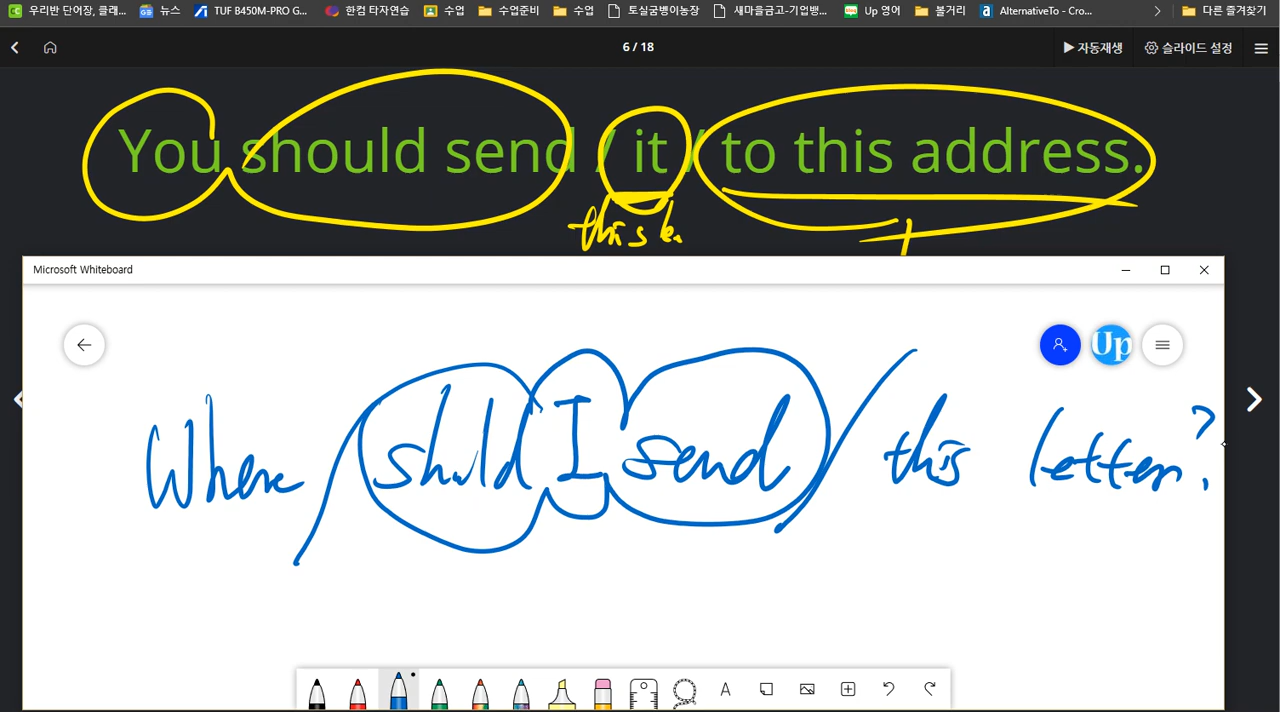 우리반 단어장, 클래... 뉴스 TUF B450M-PRO G... 한컴 타자연습 수업 수업준비 수업 토실굼벵이농장 새마을금고-기업뱅... Up 영어 볼거리 AlternativeTo - Cro... 다른 즐겨찾기
6 / 18 자동재생 슬라이드 설정
You should send / it / to this address.
this
Microsoft Whiteboard
Up
Where / should I send / this letter?